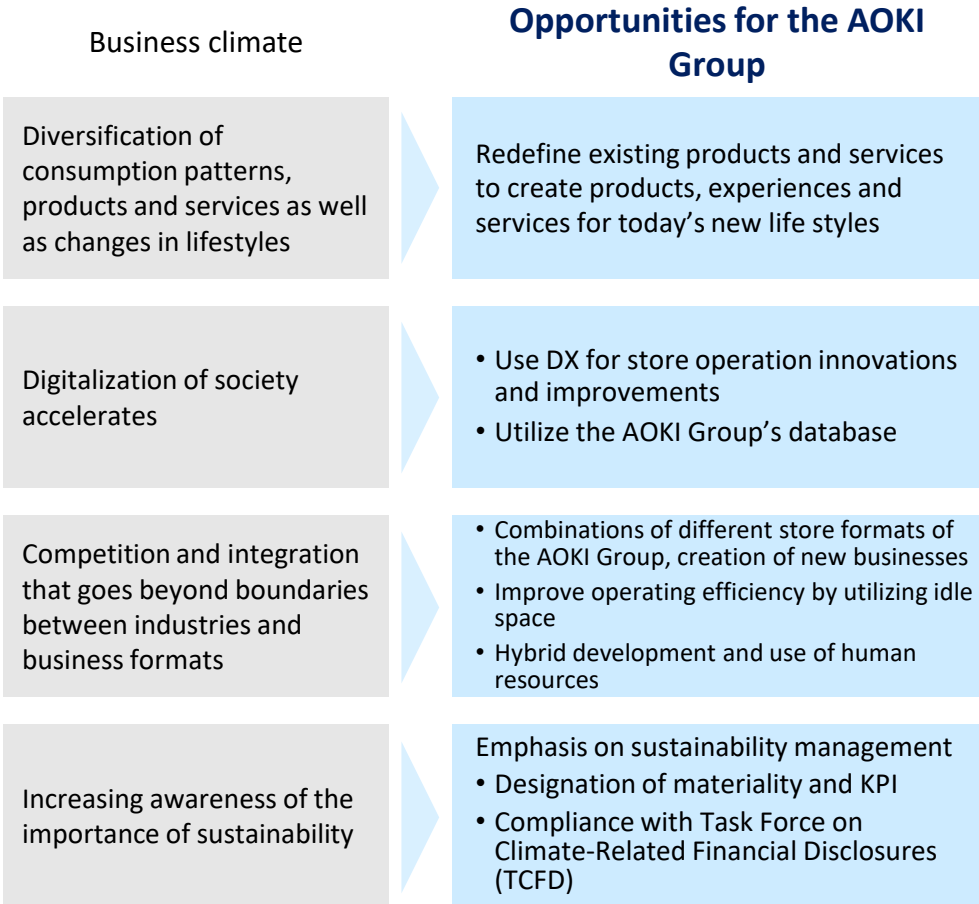 Business climate
Opportunities for the AOKI
Group
Diversification of
consumption patterns,
products and services as well
as changes in lifestyles
Redefine existing products and services
to create products, experiences and
services for today’s new life styles
Digitalization of society
accelerates
• Use DX for store operation innovations
and improvements
• Utilize the AOKI Group’s database
Competition and integration
that goes beyond boundaries
between industries and
business formats
• Combinations of different store formats of
the AOKI Group, creation of new businesses
• Improve operating efficiency by utilizing idle
space
• Hybrid development and use of human
resources
Increasing awareness of the
importance of sustainability
Emphasis on sustainability management
• Designation of materiality and KPI
• Compliance with Task Force on
Climate-Related Financial Disclosures
(TCFD)